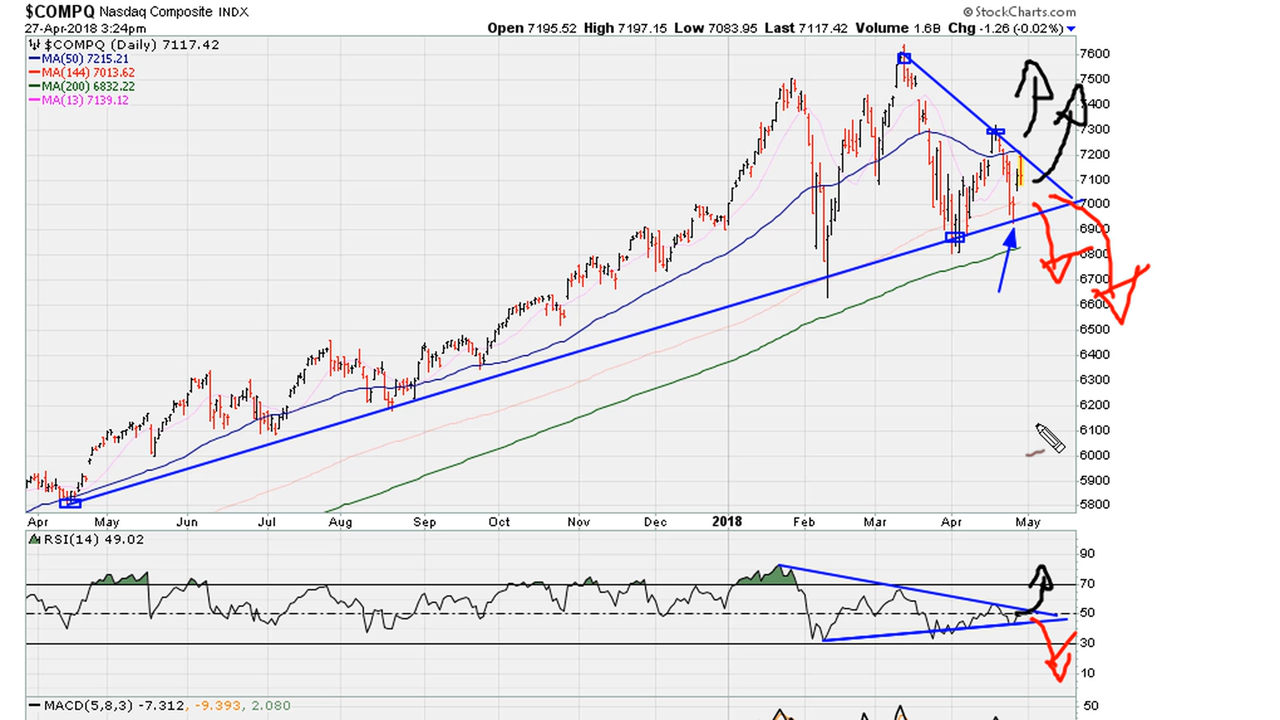 $COMPQ Nasdaq Composite INDX
© StockCharts.com
27-Apr-2018 3:24pm
Open 7195.52 High 7197.15 Low 7083.95 Last 7117.42 Volume 1.6B Chg -1.26 (-0.02%)
$COMPQ (Daily) 7117.42
MA(50) 7215.21
MA(144) 7013.62
MA(200) 6832.22
MA(13) 7139.12
7600
7500
7400
7300
7200
7100
7000
6900
6800
6700
6600
6500
6400
6300
6200
6100
6000
5900
5800
Apr May Jun Jul Aug Sep Oct Nov Dec 2018 Feb Mar Apr May
RSI(14) 49.02
90
70
50
30
10
MACD(5,8,3) -7.312, -9.393, 2.080
50